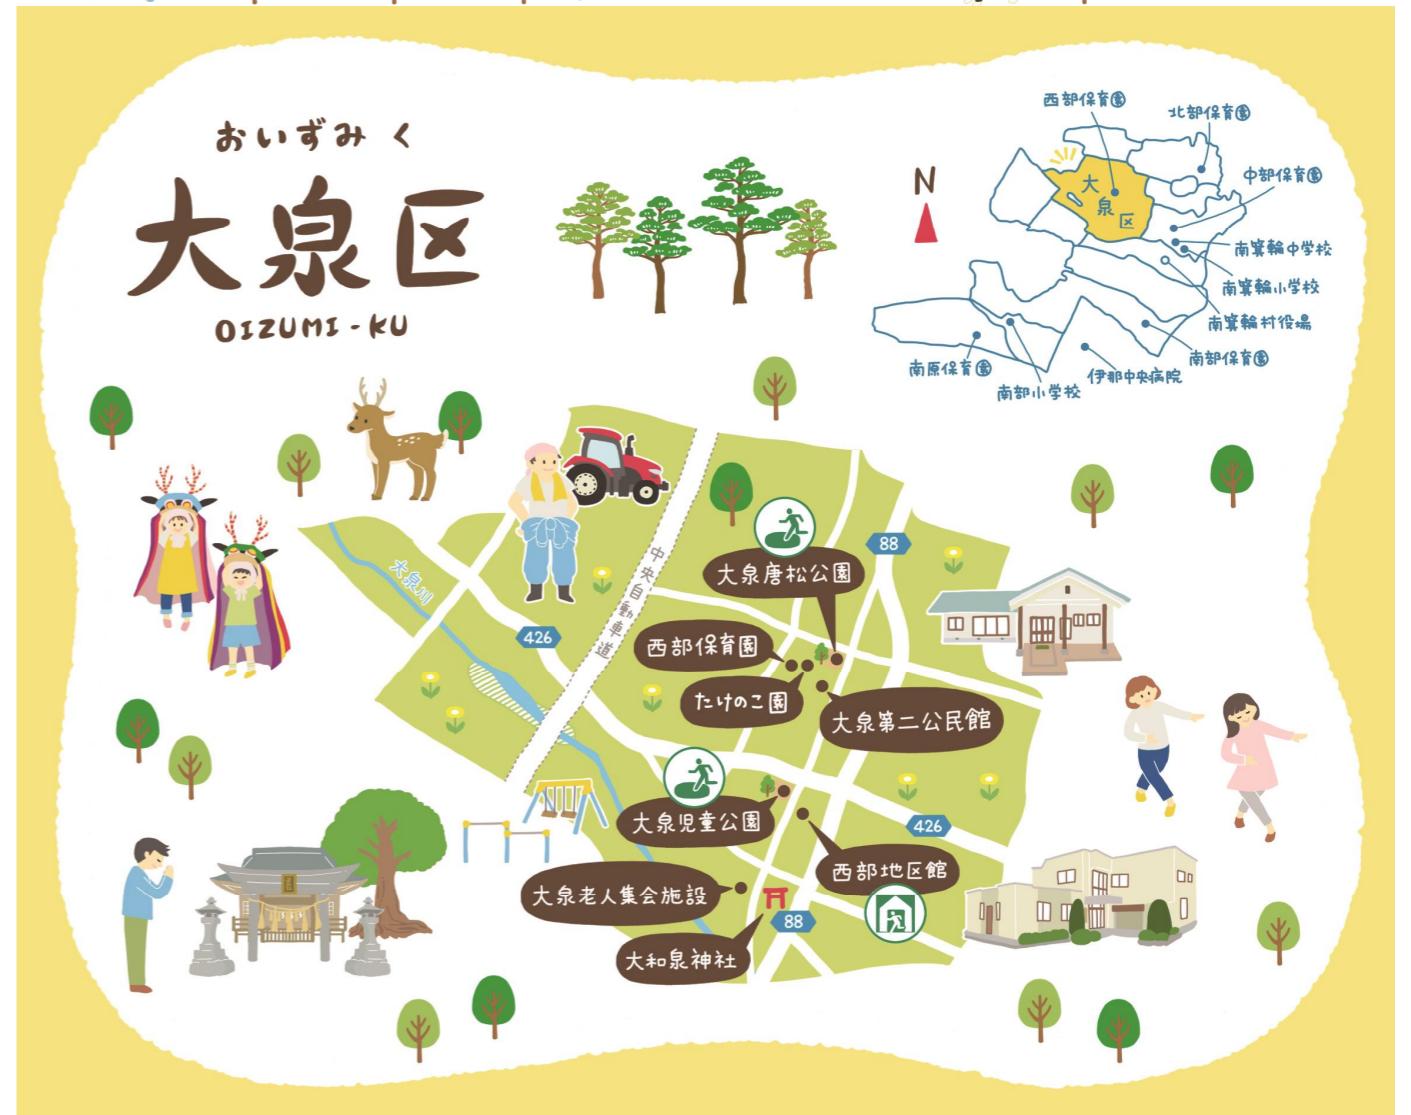 おいずみく
大泉区
OIZUMI-KU
N
西部保育園
北部保育園
大泉区
中部保育園
南箕輪中学校
南箕輪小学校
南箕輪村役場
南部保育園
伊那中央病院
南部小学校
南原保育園
大泉川
中央自動車道
88
大泉唐松公園
426
西部保育園
たけのこ園
大泉第二公民館
大泉児童公園
426
西部地区館
大泉老人集会施設
88
大和泉神社